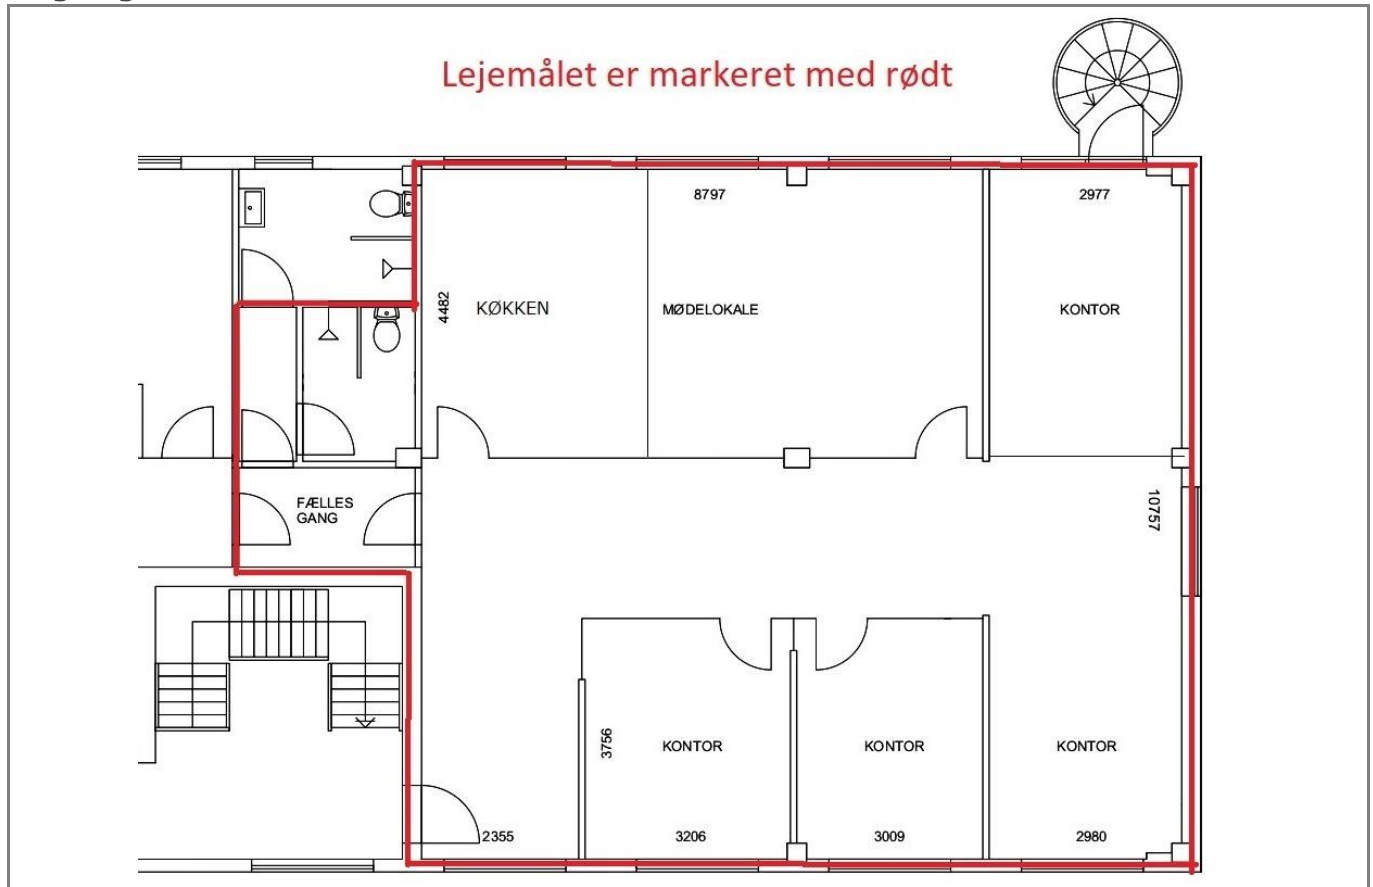 Lejemålet er markeret med rødt
8797
2977
4482
KØKKEN
MØDELOKALE
KONTOR
FÆLLES
GANG
10757
3756
KONTOR
KONTOR
KONTOR
2355
3206
3009
2980